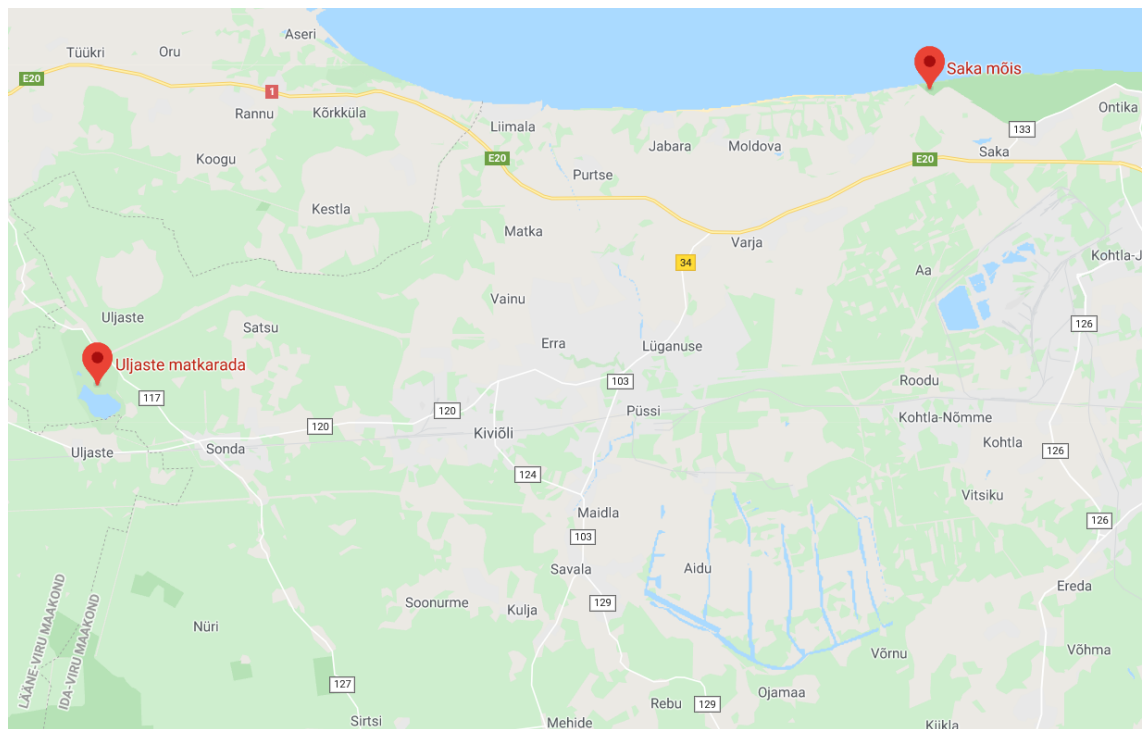 Aseri
Tüükri
Oru
E20
1
Saka mõis
Rannu
Kõrkküla
Ontika
133
Liimala
Jabara
Moldova
Saka
Koogu
E20
E20
Purtse
Kestla
Matka
Varja
34
Kohtla-J
Aa
Vainu
Uljaste
Satsu
126
Erra
Lüganuse
Uljaste matkarada
103
Roodu
117
120
120
Püssi
Kohtla-Nõmme
Kiviõli
Kohtla
Uljaste
Sonda
126
124
Vitsiku
Maidla
126
103
Savala
Aidu
Ereda
Soonurme
Kulja
129
LÄÄNE-VIRU MAAKOND
IDA-VIRU MAAKOND
Nüri
Võrnu
Võhma
127
Ojamaa
Rebu
129
Sirtsi
Mehide
Kiikla